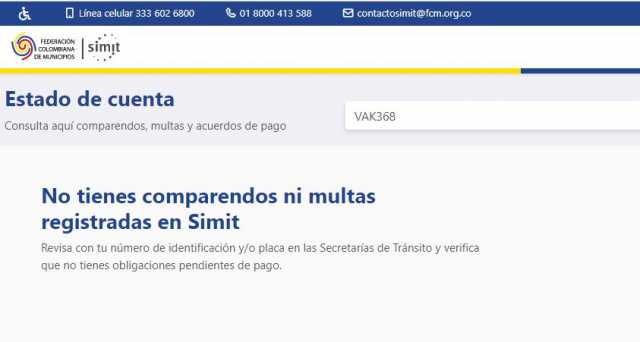 Línea celular 333 602 6800 01 8000 413 588 contactosimit@fcm.org.co
FEDERACIÓN
COLOMBIANA
DE MUNICIPIOS
simit
Estado de cuenta
Consulta aquí comparendos, multas y acuerdos de pago
VAK368
No tienes comparendos ni multas
registradas en Simit
Revisa con tu número de identificación y/o placa en las Secretarías de Tránsito y verifica
que no tienes obligaciones pendientes de pago.